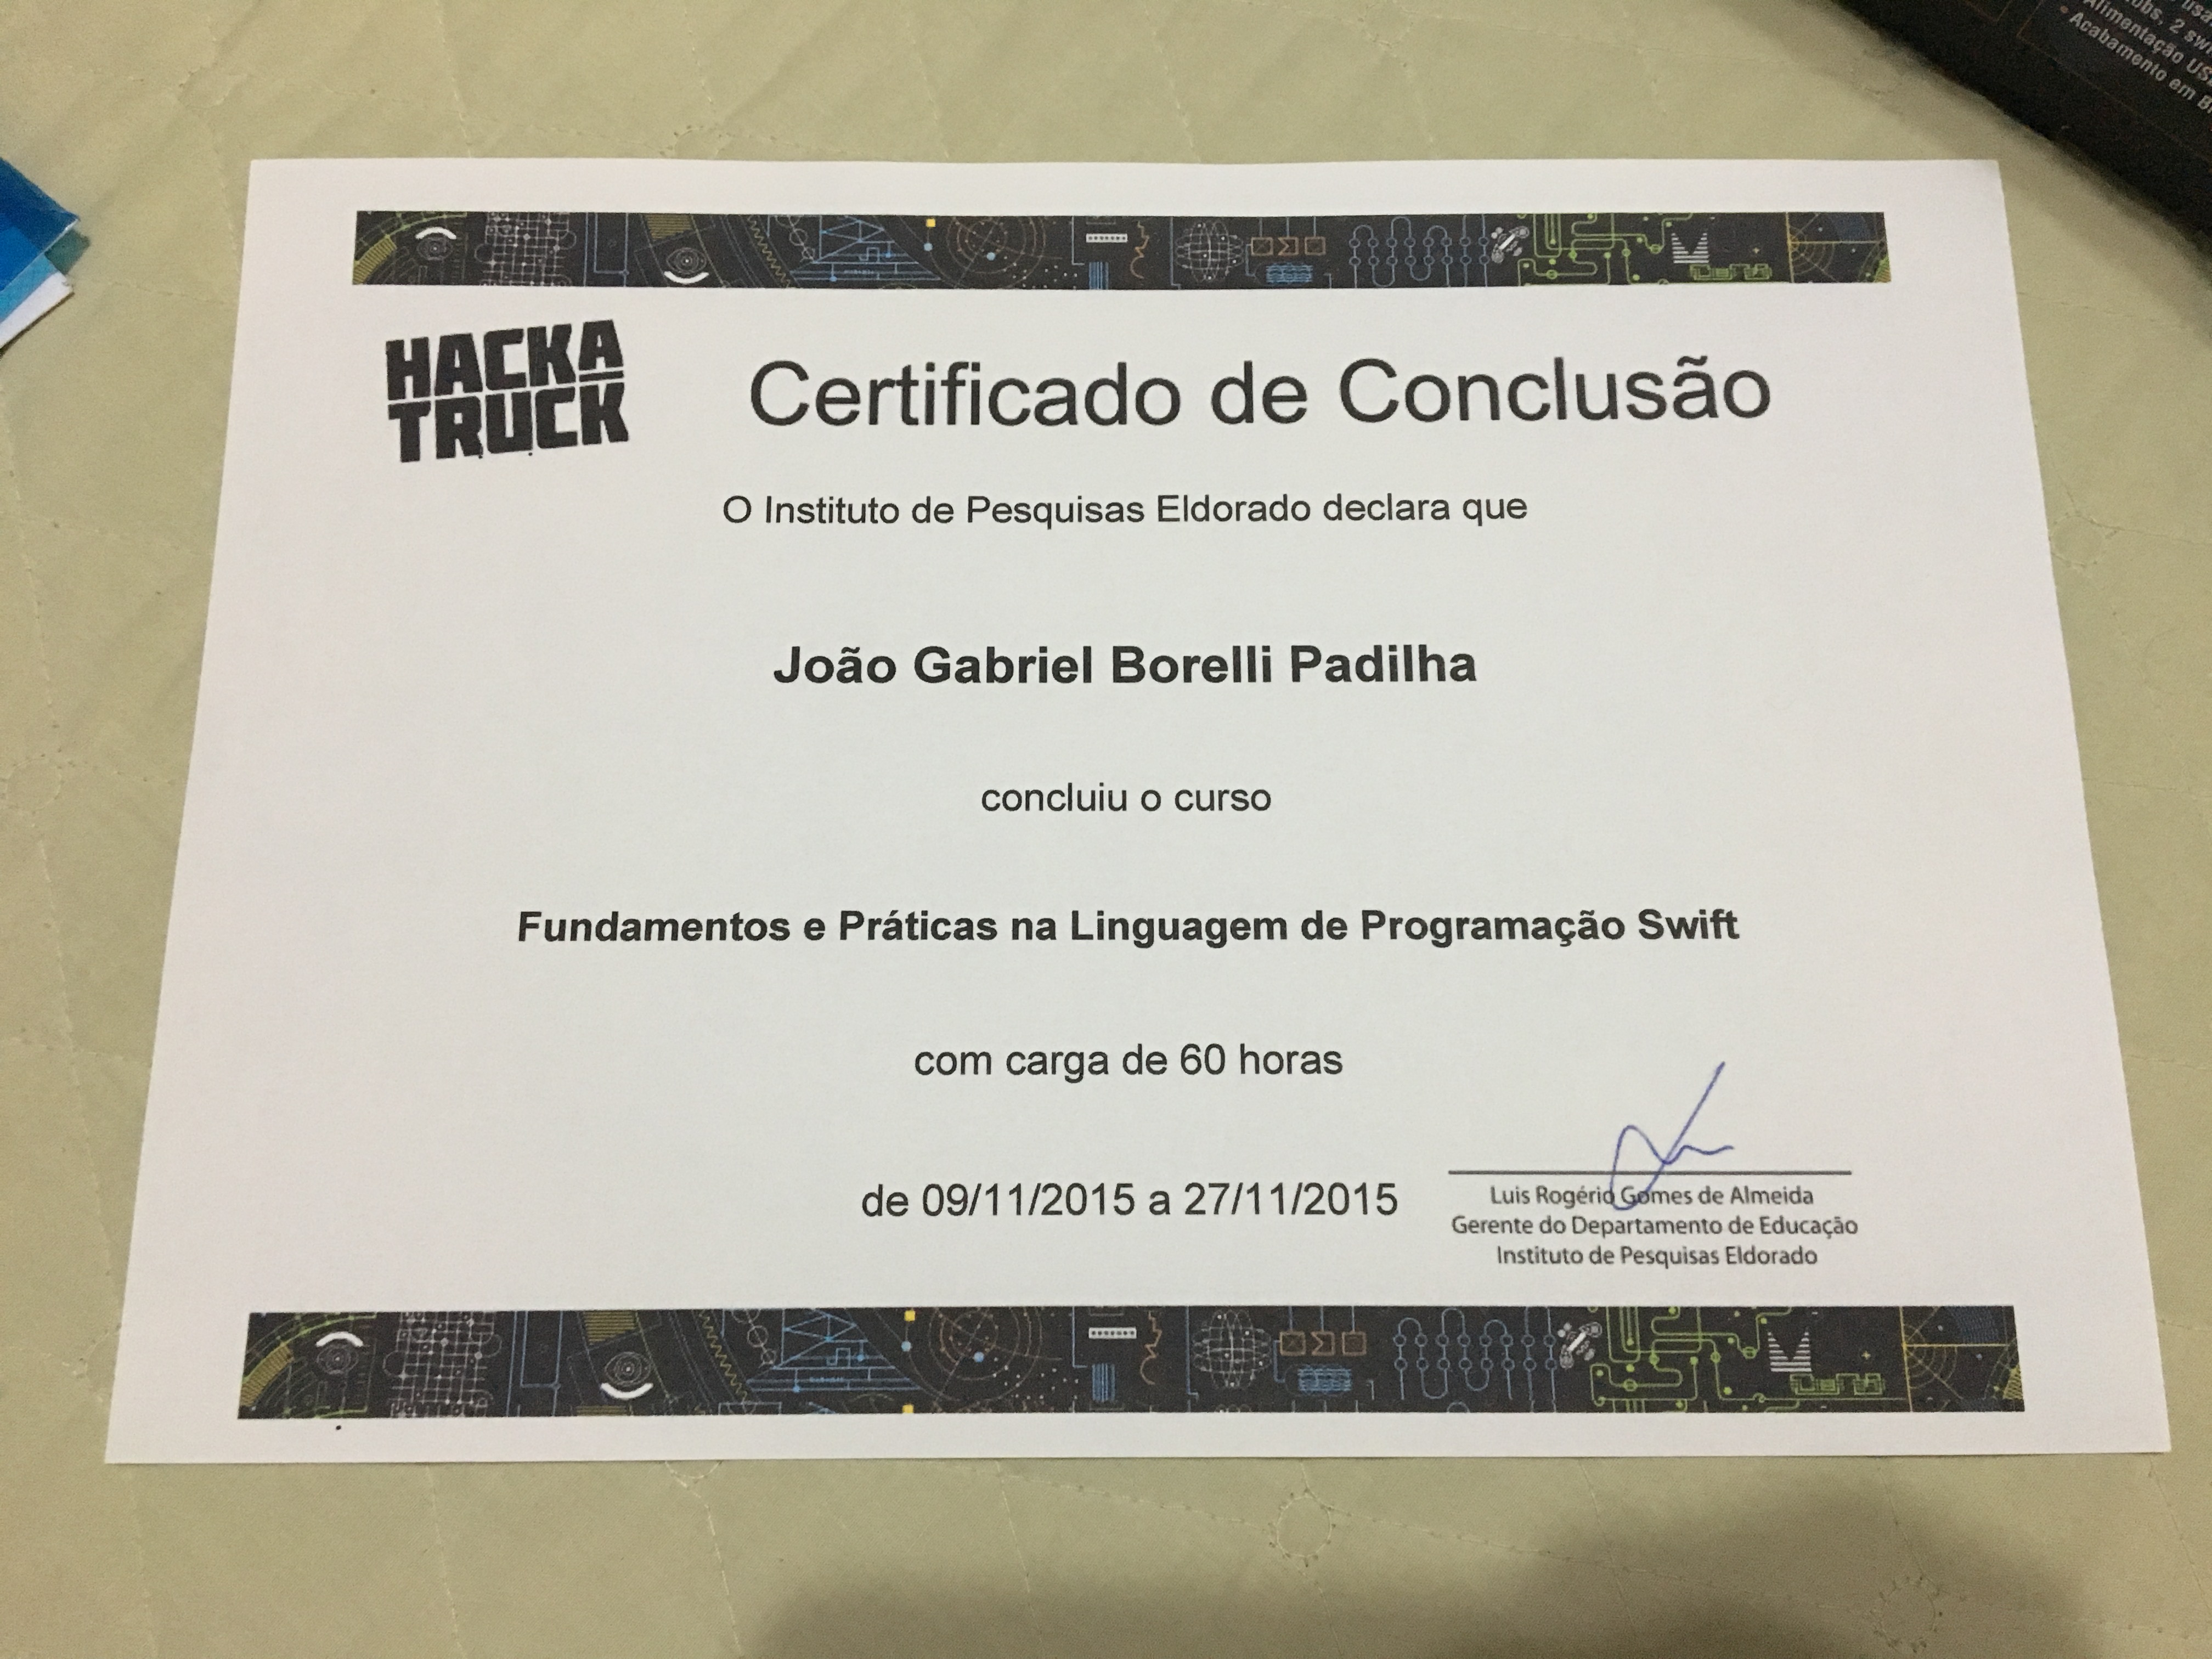 HACKA
TRUCK
Certificado de Conclusão
O Instituto de Pesquisas Eldorado declara que
João Gabriel Borelli Padilha
concluiu o curso
Fundamentos e Práticas na Linguagem de Programação Swift
com carga de 60 horas
de 09/11/2015 a 27/11/2015
Luis Rogério Gomes de Almeida
Gerente do Departamento de Educação
Instituto de Pesquisas Eldorado
Acabamento em